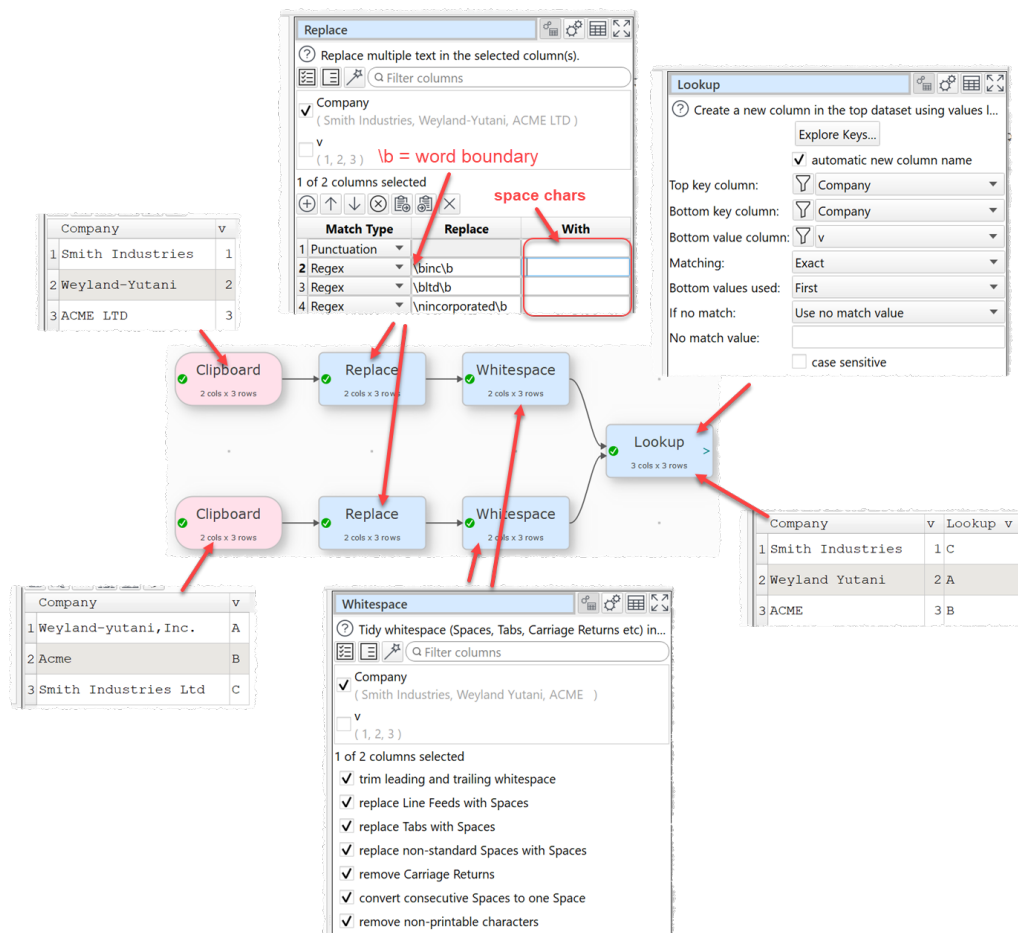 Replace
Replace multiple text in the selected column(s).
Filter columns
Company
( Smith Industries, Weyland-Yutani, ACME LTD )
v
( 1, 2, 3 )
\b = word boundary
1 of 2 columns selected
space chars
Match Type Replace With
1 Punctuation
2 Regex \binc\b
3 Regex \bltd\b
4 Regex \nincorporated\b
Lookup
Create a new column in the top dataset using values l...
Explore Keys...
automatic new column name
Top key column: Company
Bottom key column: Company
Bottom value column: v
Matching: Exact
Bottom values used: First
If no match: Use no match value
No match value:
case sensitive
Company v
1 Smith Industries 1
2 Weyland-Yutani 2
3 ACME LTD 3
Clipboard
2 cols x 3 rows
Replace
2 cols x 3 rows
Whitespace
2 cols x 3 rows
Lookup
3 cols x 3 rows
Clipboard
2 cols x 3 rows
Replace
2 cols x 3 rows
Whitespace
2 cols x 3 rows
Company v Lookup v
1 Smith Industries 1 C
2 Weyland Yutani 2 A
3 ACME 3 B
Company v
1 Weyland-yutani,Inc. A
2 Acme B
3 Smith Industries Ltd C
Whitespace
Tidy whitespace (Spaces, Tabs, Carriage Returns etc) in...
Filter columns
Company
( Smith Industries, Weyland Yutani, ACME )
v
( 1, 2, 3 )
1 of 2 columns selected
trim leading and trailing whitespace
replace Line Feeds with Spaces
replace Tabs with Spaces
replace non-standard Spaces with Spaces
remove Carriage Returns
convert consecutive Spaces to one Space
remove non-printable characters